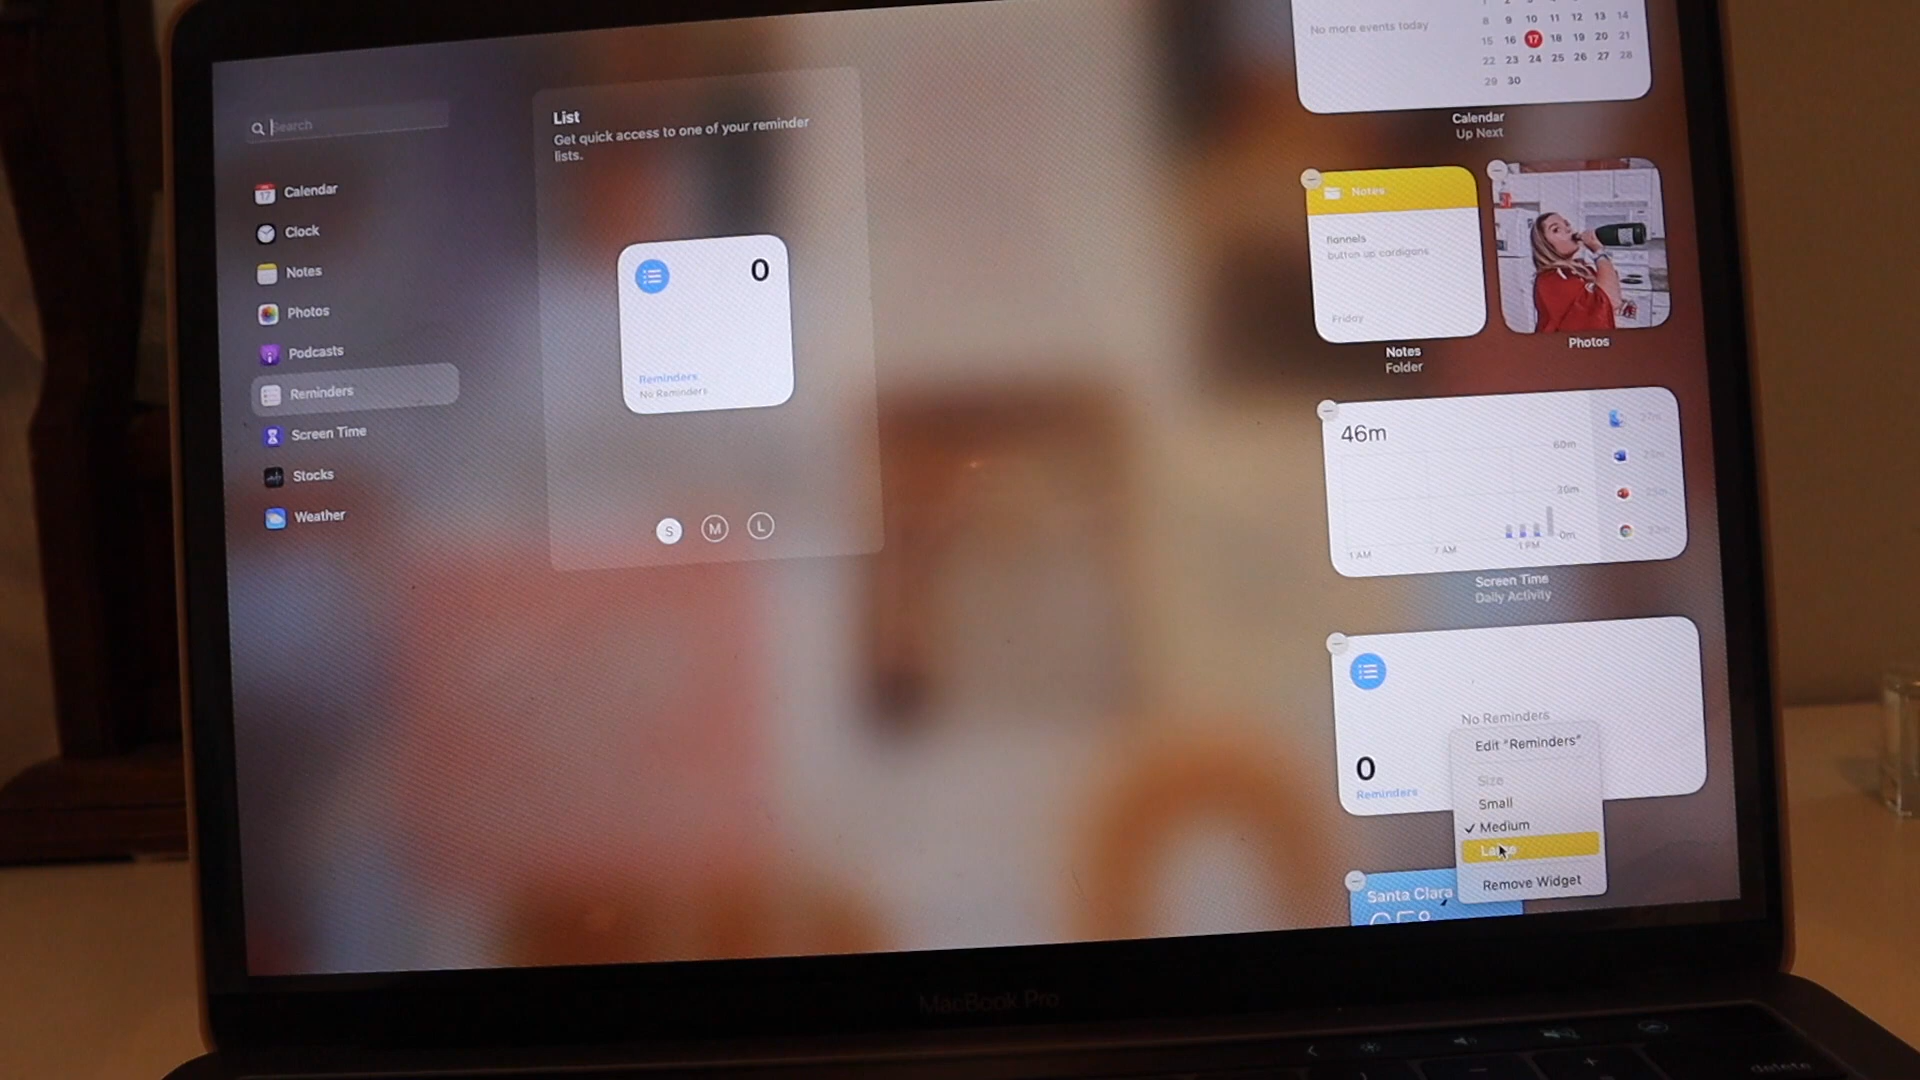 Search
Calendar
Clock
Notes
Photos
Podcasts
Reminders
Screen Time
Stocks
Weather
List
Get quick access to one of your reminder
lists.
0
Reminders
No Reminders
S M L
No more events today
8 9 10 11 12 13 14
15 16 17 18 19 20 21
22 23 24 25 26 27 28
29 30
Calendar
Up Next
Notes
flannels
button up cardigans
Friday
Notes
Folder
Photos
46m
60m
30m
0m
1 AM 7 AM 1 PM
Screen Time
Daily Activity
No Reminders
0
Reminders
Edit “Reminders”
Size
Small
✓ Medium
Large
Remove Widget
Santa Clara
MacBook Pro
delete